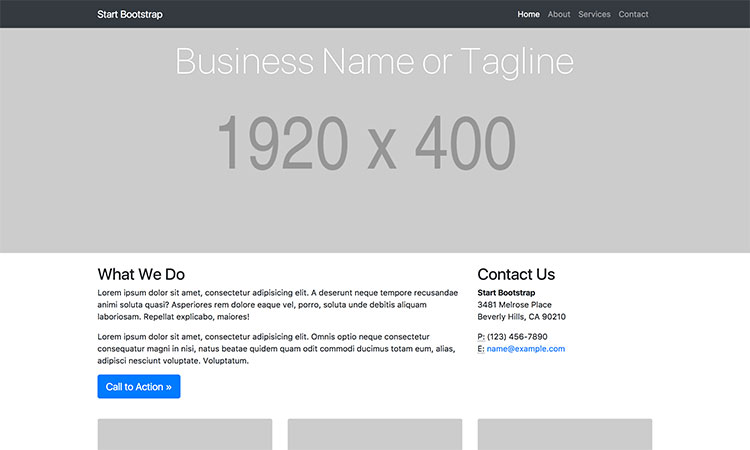 Start Bootstrap
Home About Services Contact
Business Name or Tagline
1920 x 400
What We Do
Lorem ipsum dolor sit amet, consectetur adipisicing elit. A deserunt neque tempore recusandae
animi soluta quasi? Asperiores rem dolore eaque vel, porro, soluta unde debitis aliquam
laboriosam. Repellat explicabo, maiores!
Lorem ipsum dolor sit amet, consectetur adipisicing elit. Omnis optio neque consectetur
consequatur magni in nisi, natus beatae quidem quam odit commodi ducimus totam eum, alias,
adipisci nesciunt voluptate. Voluptatum.
Call to Action »
Contact Us
Start Bootstrap
3481 Melrose Place
Beverly Hills, CA 90210
P: (123) 456-7890
E: name@example.com